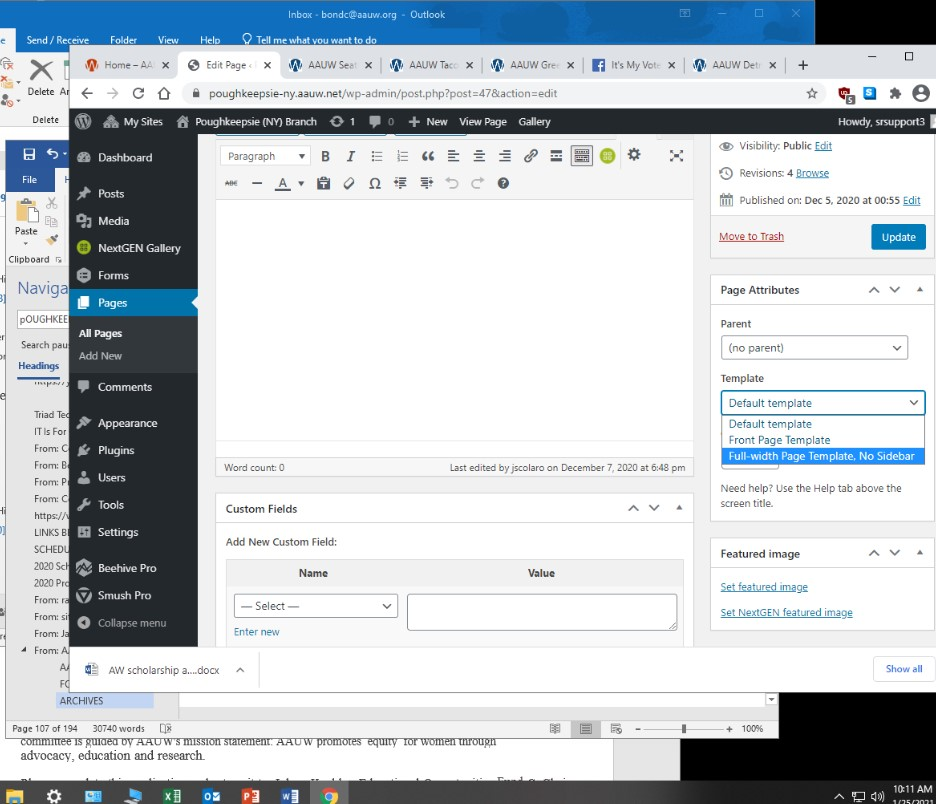 Inbox - bondc@aauw.org - Outlook
Send / Receive Folder View Help Tell me what you want to do
Delete
Delete
File
Paste
Clipboard
Naviga
pOUGHKEE
Search pau
Headings
Triad Tec
IT Is For
From: C
From: B
From: P
From: C
https://v
LINKS B
SCHEDU
2020 Sch
2020 Pro
From: ra
From: si
From: Ja
From: A
AA
FO
ARCHIVES
Page 107 of 194 30740 words
100%
Home – AA
Edit Page ‹
AAUW Seat
AAUW Taco
AAUW Gre
It's My Vote
AAUW Det
poughkeepsie-ny.aauw.net/wp-admin/post.php?post=47&action=edit
5
My Sites Poughkeepsie (NY) Branch 1 0 New View Page Gallery Howdy, srsupport3
Dashboard
Posts
Media
NextGEN Gallery
Forms
Pages
All Pages
Add New
Comments
Appearance
Plugins
Users
Tools
Settings
Beehive Pro
Smush Pro
Collapse menu
Paragraph
B I
ABC A Ω
Word count: 0 Last edited by jscolaro on December 7, 2020 at 6:48 pm
Custom Fields
Add New Custom Field:
Name Value
— Select —
Enter new
Visibility: Public Edit
Revisions: 4 Browse
Published on: Dec 5, 2020 at 00:55 Edit
Move to Trash
Update
Page Attributes
Parent
(no parent)
Template
Default template
Default template
Front Page Template
Full-width Page Template, No Sidebar
Need help? Use the Help tab above the
screen title.
Featured image
Set featured image
Set NextGEN featured image
AW scholarship a....docx
Show all
committee is guided by AAUW's mission statement: AAUW promotes equity for women through
advocacy, education and research.
10:11 AM